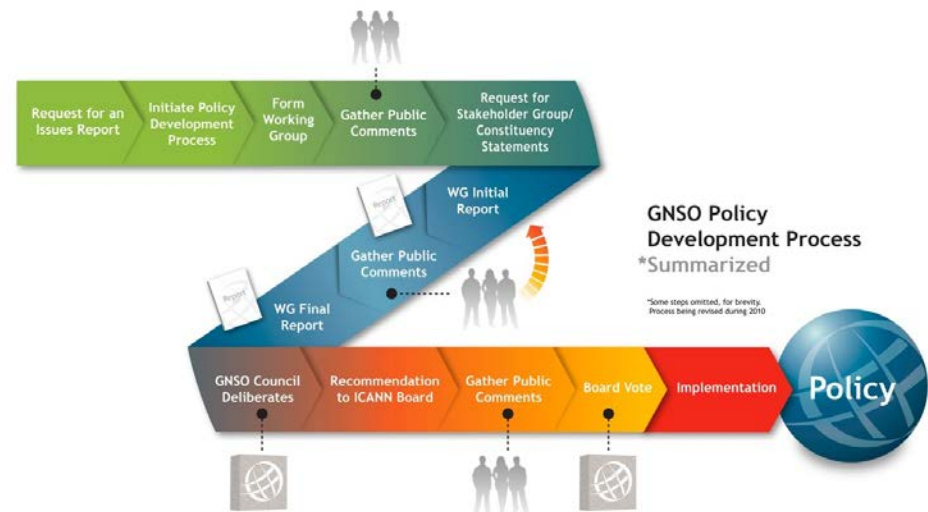 Request for an
Issues Report
Initiate Policy
Development
Process
Form
Working
Group
Gather Public
Comments
Request for
Stakeholder Group/
Constituency
Statements
Report
WG Initial
Report
Gather Public
Comments
Report
WG Final
Report
GNSO Policy
Development Process
*Summarized
*Some steps omitted, for brevity.
Process being revised during 2010
GNSO Council
Deliberates
Recommendation
to ICANN Board
Gather Public
Comments
Board Vote
Implementation
Policy